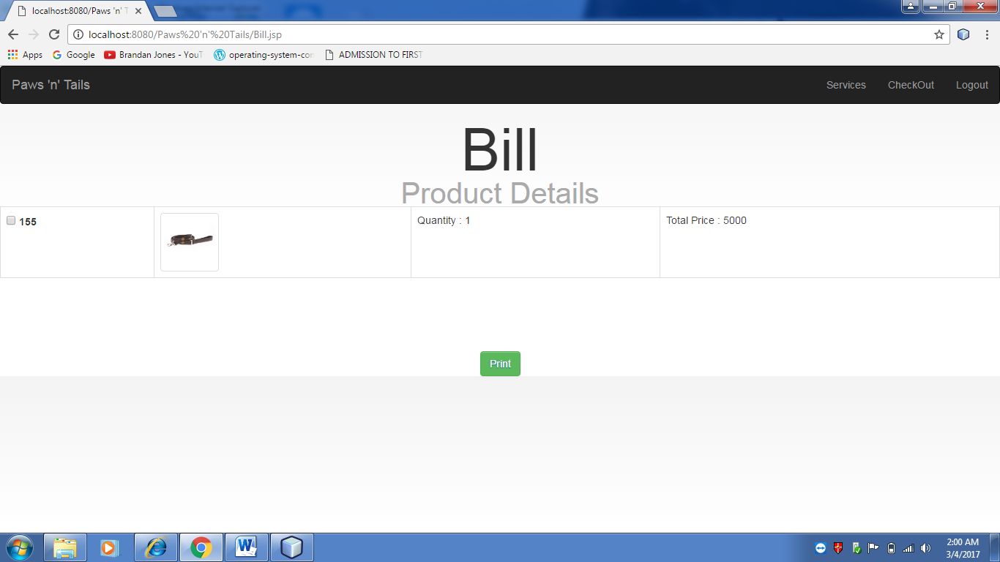 localhost:8080/Paws 'n' T
localhost:8080/Paws%20'n'%20Tails/Bill.jsp
Apps Google Brandan Jones - YouT operating-system-con ADMISSION TO FIRST
Paws 'n' Tails Services CheckOut Logout
Bill
Product Details
155 Quantity : 1 Total Price : 5000
Print
2:00 AM
3/4/2017